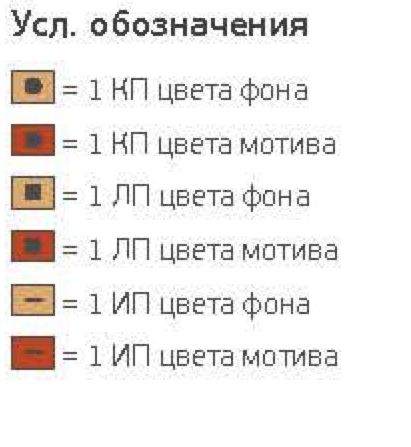 Усл. обозначения
= 1 КП цвета фона
= 1 КП цвета мотива
= 1 ЛП цвета фона
= 1 ЛП цвета мотива
= 1 ИП цвета фона
= 1 ИП цвета мотива